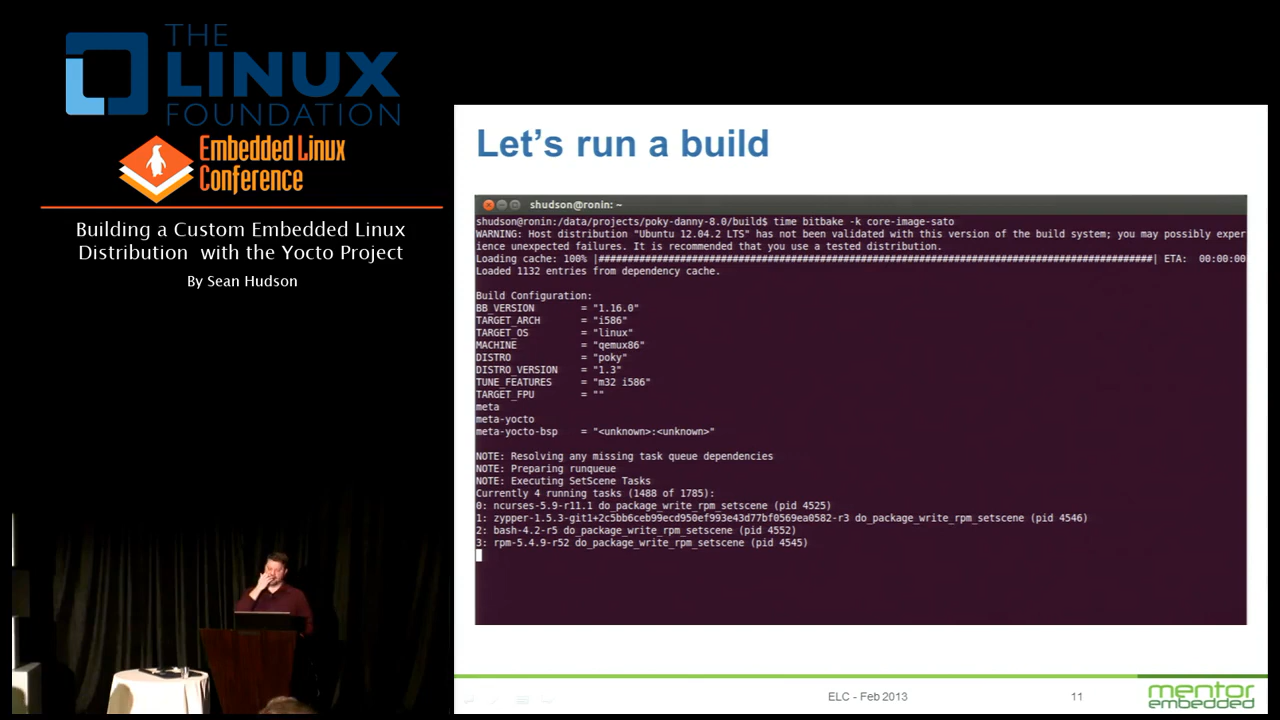 THE
LINUX
FOUNDATION
Embedded Linux
Conference
Building a Custom Embedded Linux
Distribution with the Yocto Project
By Sean Hudson
Let's run a build
shudson@ronin: ~
shudson@ronin:/data/projects/poky-danny-8.0/build$ time bitbake -k core-image-sato
WARNING: Host distribution "Ubuntu 12.04.2 LTS" has not been validated with this version of the build system; you may possibly exper
ience unexpected failures. It is recommended that you use a tested distribution.
Loading cache: 100% |###############################################################################################| ETA:  00:00:00
Loaded 1132 entries from dependency cache.
Build Configuration:
BB_VERSION        = "1.16.0"
TARGET_ARCH       = "i586"
TARGET_OS         = "linux"
MACHINE           = "qemux86"
DISTRO            = "poky"
DISTRO_VERSION    = "1.3"
TUNE_FEATURES     = "m32 i586"
TARGET_FPU        = ""
meta
meta-yocto
meta-yocto-bsp    = "<unknown>:<unknown>"
NOTE: Resolving any missing task queue dependencies
NOTE: Preparing runqueue
NOTE: Executing SetScene Tasks
Currently 4 running tasks (1488 of 1785):
0: ncurses-5.9-r11.1 do_package_write_rpm_setscene (pid 4525)
1: zypper-1.5.3-git1+2c5bb6ceb99ecd950ef993e43d77bf0569ea0582-r3 do_package_write_rpm_setscene (pid 4546)
2: bash-4.2-r5 do_package_write_rpm_setscene (pid 4552)
3: rpm-5.4.9-r52 do_package_write_rpm_setscene (pid 4545)
ELC - Feb 2013
11
mentor
embedded